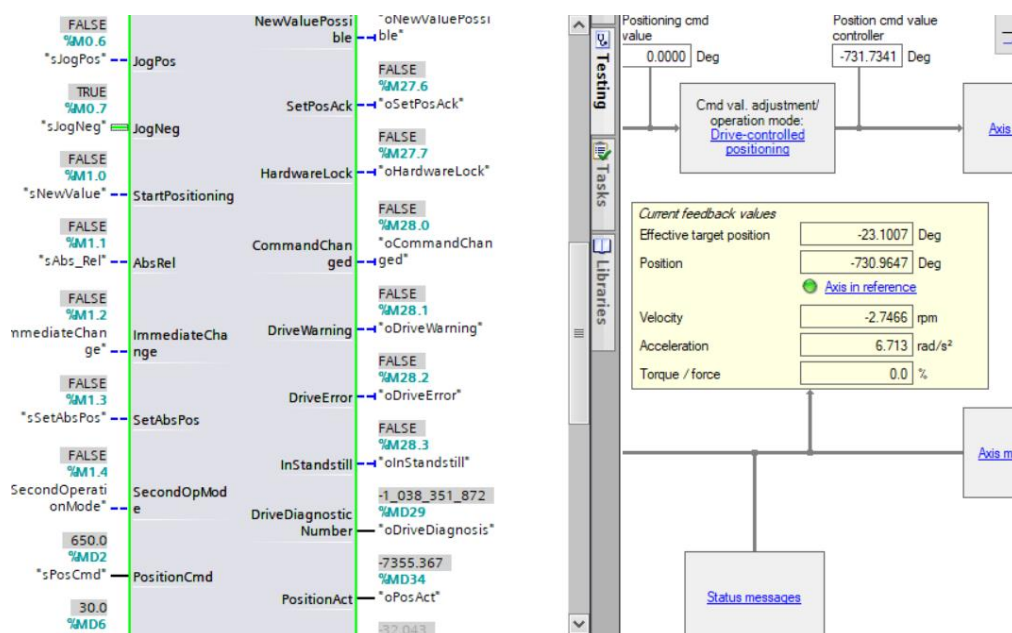 FALSE
%M0.6
"sJogPos"
JogPos
TRUE
%M0.7
"sJogNeg"
JogNeg
FALSE
%M1.0
"sNewValue"
StartPositioning
FALSE
%M1.1
"sAbs_Rel"
AbsRel
FALSE
%M1.2
mmediateChan
ge"
ImmediateCha
nge
FALSE
%M1.3
"sSetAbsPos"
SetAbsPos
FALSE
%M1.4
SecondOperati
onMode"
SecondOpMod
e
650.0
%MD2
"sPosCmd"
PositionCmd
30.0
%MD6
NewValuePossi
ble
"oNewValuePossi
ble"
FALSE
%M27.6
SetPosAck
"oSetPosAck"
FALSE
%M27.7
HardwareLock
"oHardwareLock"
FALSE
%M28.0
CommandChan
ged
"oCommandChan
ged"
FALSE
%M28.1
DriveWarning
"oDriveWarning"
FALSE
%M28.2
DriveError
"oDriveError"
FALSE
%M28.3
InStandstill
"oInStandstill"
-1_038_351_872
%MD29
DriveDiagnostic
Number
"oDriveDiagnosis"
-7355.367
%MD34
PositionAct
"oPosAct"
-32.043
Testing
Tasks
Libraries
Positioning cmd
value
0.0000 Deg
Position cmd value
controller
-731.7341 Deg
Cmd val. adjustment/
operation mode:
Drive-controlled
positioning
Axis
Current feedback values
Effective target position -23.1007 Deg
Position -730.9647 Deg
Axis in reference
Velocity -2.7466 rpm
Acceleration 6.713 rad/s²
Torque / force 0.0 %
Axis m
Status messages